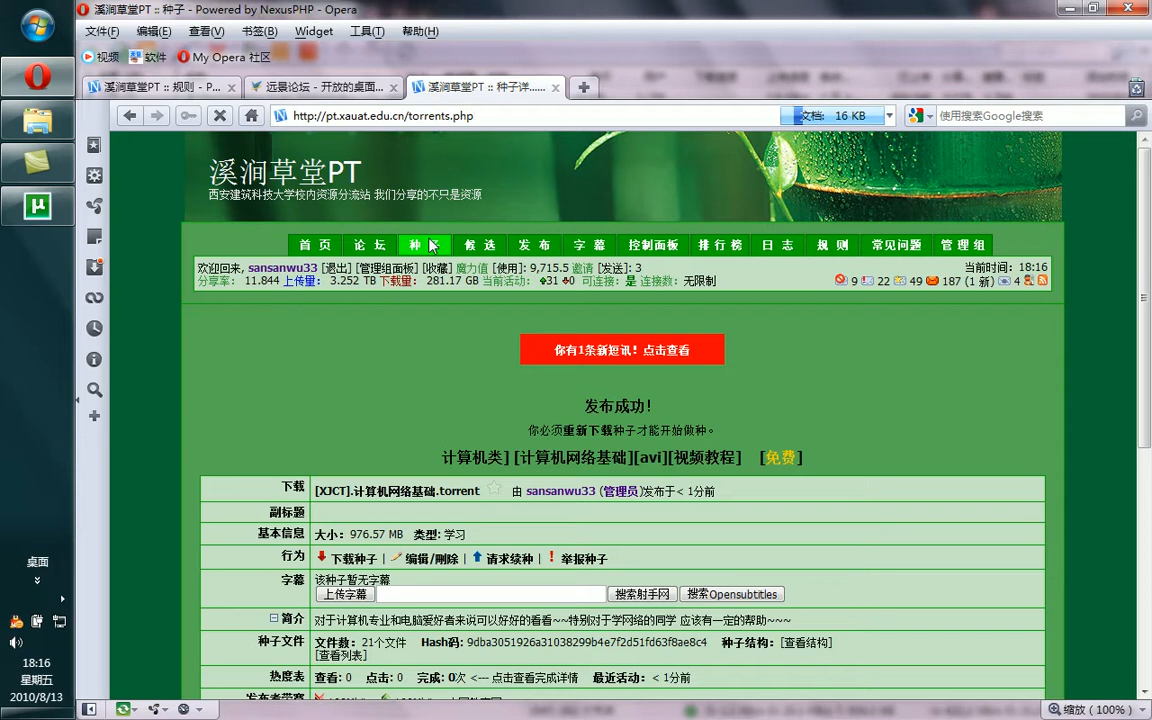 溪涧草堂PT :: 种子 - Powered by NexusPHP - Opera
文件(F) 编辑(E) 查看(V) 书签(B) Widget 工具(T) 帮助(H)
视频 软件 My Opera 社区
溪涧草堂PT :: 规则 - P... 远景论坛 - 开放的桌面... 溪涧草堂PT :: 种子详......
http://pt.xauat.edu.cn/torrents.php 文档: 16 KB 使用搜索Google搜索
溪涧草堂PT
西安建筑科技大学校内资源分流站 我们分享的不只是资源
首页 论坛 种子 候选 发布 字幕 控制面板 排行榜 日志 规则 常见问题 管理组
欢迎回来, sansanwu33 [退出] [管理组面板] [收藏] 魔力值 [使用]: 9,715.5 邀请 [发送]: 3 当前时间: 18:16
分享率: 11.844 上传量: 3.252 TB 下载量: 281.17 GB 当前活动: 31 0 可连接: 是 连接数: 无限制 9 22 49 187 (1 新) 4
你有1条新短讯! 点击查看
发布成功!
你必须重新下载种子才能开始做种。
计算机类] [计算机网络基础][avi][视频教程] [免费]
下载 [XJCT].计算机网络基础.torrent 由 sansanwu33 (管理员)发布于< 1分前
副标题
基本信息 大小: 976.57 MB 类型: 学习
行为 下载种子 | 编辑/删除 | 请求续种 | 举报种子
字幕 该种子暂无字幕
上传字幕 搜索射手网 搜索Opensubtitles
简介 对于计算机专业和电脑爱好者来说可以好好的看看~~特别对于学网络的同学 应该有一定的帮助~~~
种子文件 文件数: 21个文件 Hash码: 9dba3051926a31038299b4e7f2d51fd63f8ae8c4 种子结构: [查看结构]
[查看列表]
热度表 查看: 0 点击: 0 完成: 0次 <--- 点击查看完成详情 最近活动: < 1分前
桌面
18:16
星期五
2010/8/13
缩放 (100%)